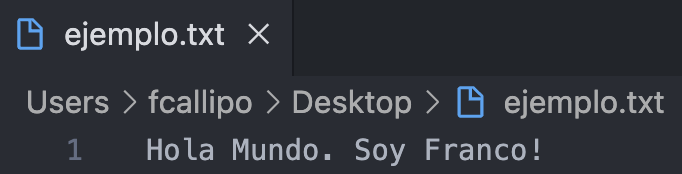 ejemplo.txt
Users > fcallipo > Desktop > ejemplo.txt
1 Hola Mundo. Soy Franco!